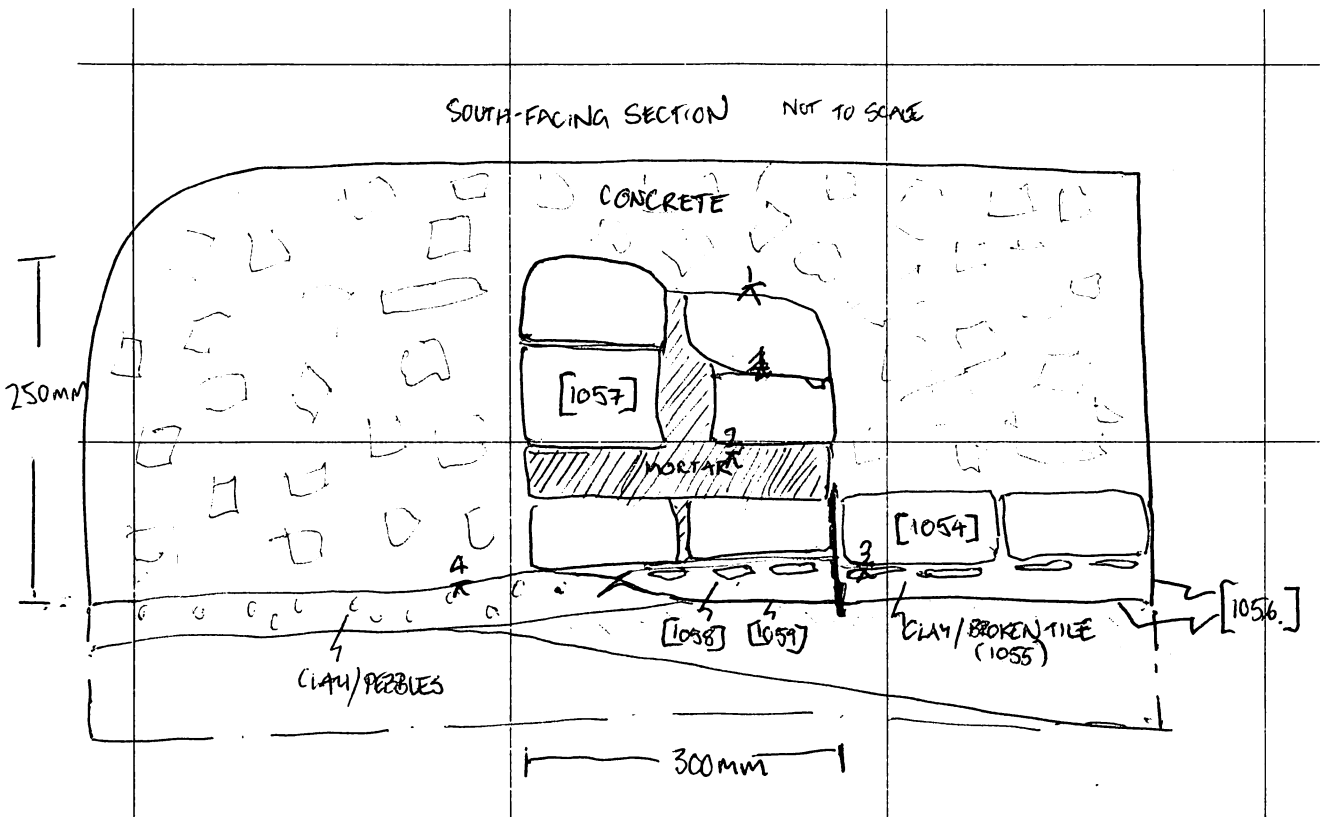 SOUTH-FACING SECTION NOT TO SCALE
CONCRETE
1
250mm
[1057]
2
MORTAR
[1054]
3
4
[1058] [1059]
CLAY/BROKEN TILE
(1055)
[1056.]
CLAY/PEBBLES
300mm